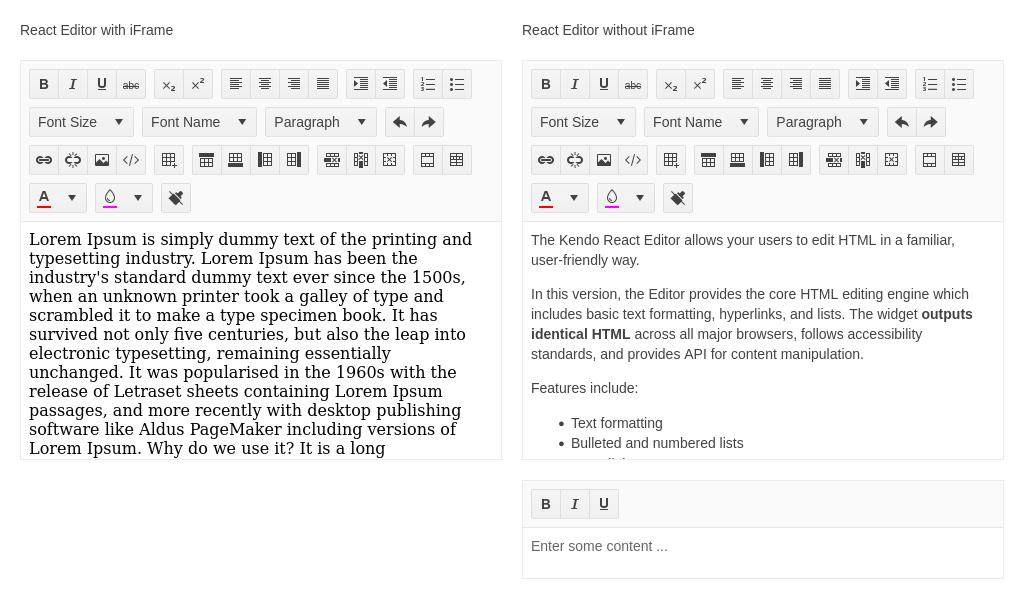 React Editor with iFrame
B I U abc x₂ x²
Font Size Font Name Paragraph
A
Lorem Ipsum is simply dummy text of the printing and
typesetting industry. Lorem Ipsum has been the
industry's standard dummy text ever since the 1500s,
when an unknown printer took a galley of type and
scrambled it to make a type specimen book. It has
survived not only five centuries, but also the leap into
electronic typesetting, remaining essentially
unchanged. It was popularised in the 1960s with the
release of Letraset sheets containing Lorem Ipsum
passages, and more recently with desktop publishing
software like Aldus PageMaker including versions of
Lorem Ipsum. Why do we use it? It is a long
React Editor without iFrame
B I U abc x₂ x²
Font Size Font Name Paragraph
A
The Kendo React Editor allows your users to edit HTML in a familiar,
user-friendly way.
In this version, the Editor provides the core HTML editing engine which
includes basic text formatting, hyperlinks, and lists. The widget outputs
identical HTML across all major browsers, follows accessibility
standards, and provides API for content manipulation.
Features include:
• Text formatting
• Bulleted and numbered lists
B I U
Enter some content ...